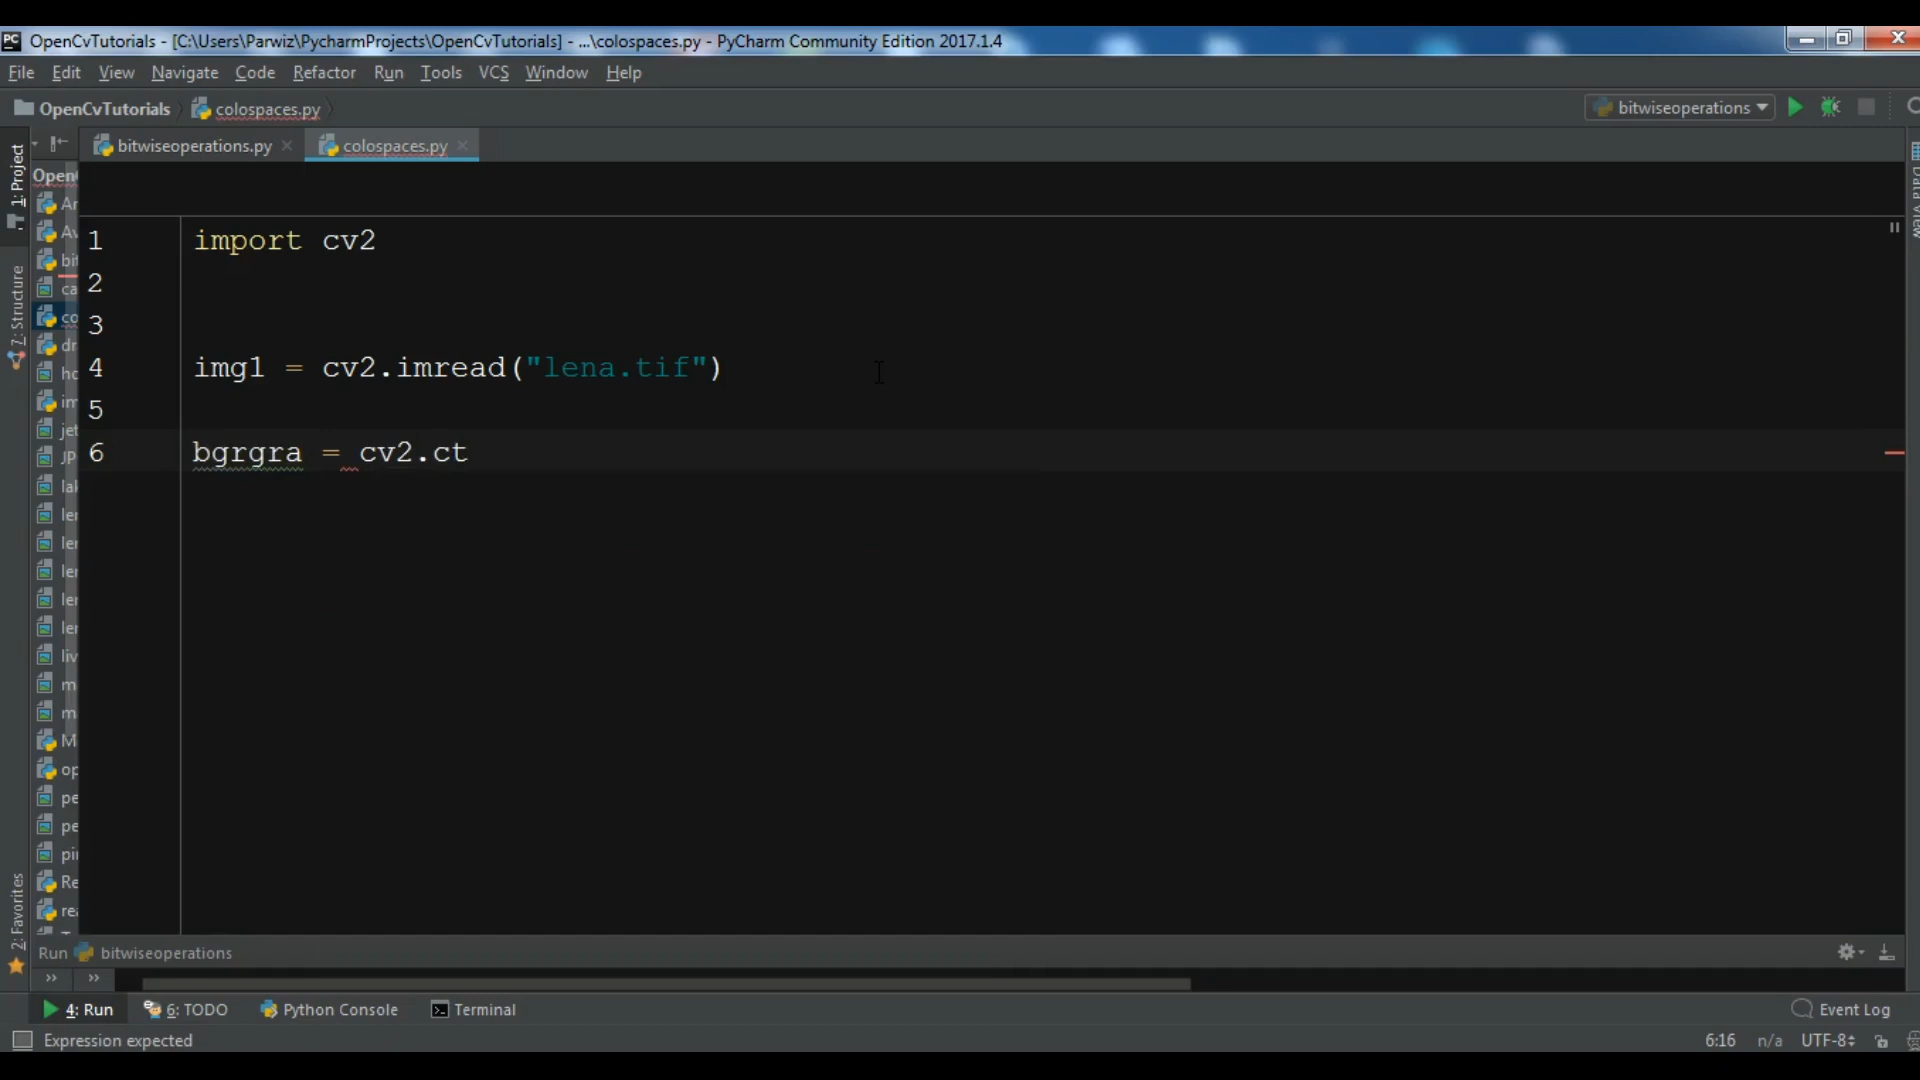 OpenCvTutorials - [C:\Users\Parwiz\PycharmProjects\OpenCvTutorials] - ...\colospaces.py - PyCharm Community Edition 2017.1.4
File Edit View Navigate Code Refactor Run Tools VCS Window Help
OpenCvTutorials colospaces.py bitwiseoperations
1: Project bitwiseoperations.py colospaces.py
Data View
7: Structure
2: Favorites
1 import cv2
2
3
4 img1 = cv2.imread("lena.tif")
5
6 bgrgra = cv2.ct
Run bitwiseoperations
4: Run 6: TODO Python Console Terminal Event Log
Expected expected 6:16 n/a UTF-8